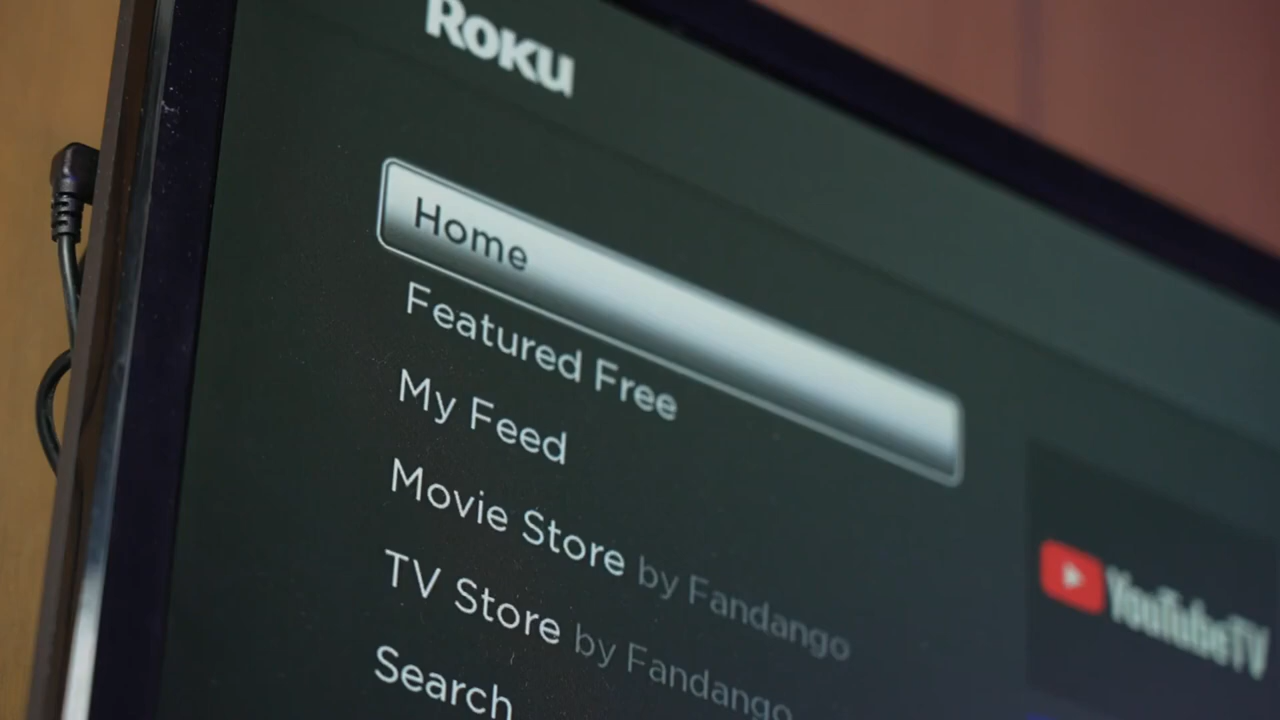 Roku
Home
Featured Free
My Feed
Movie Store by Fandango
TV Store by Fandango
Search
YouTubeTV